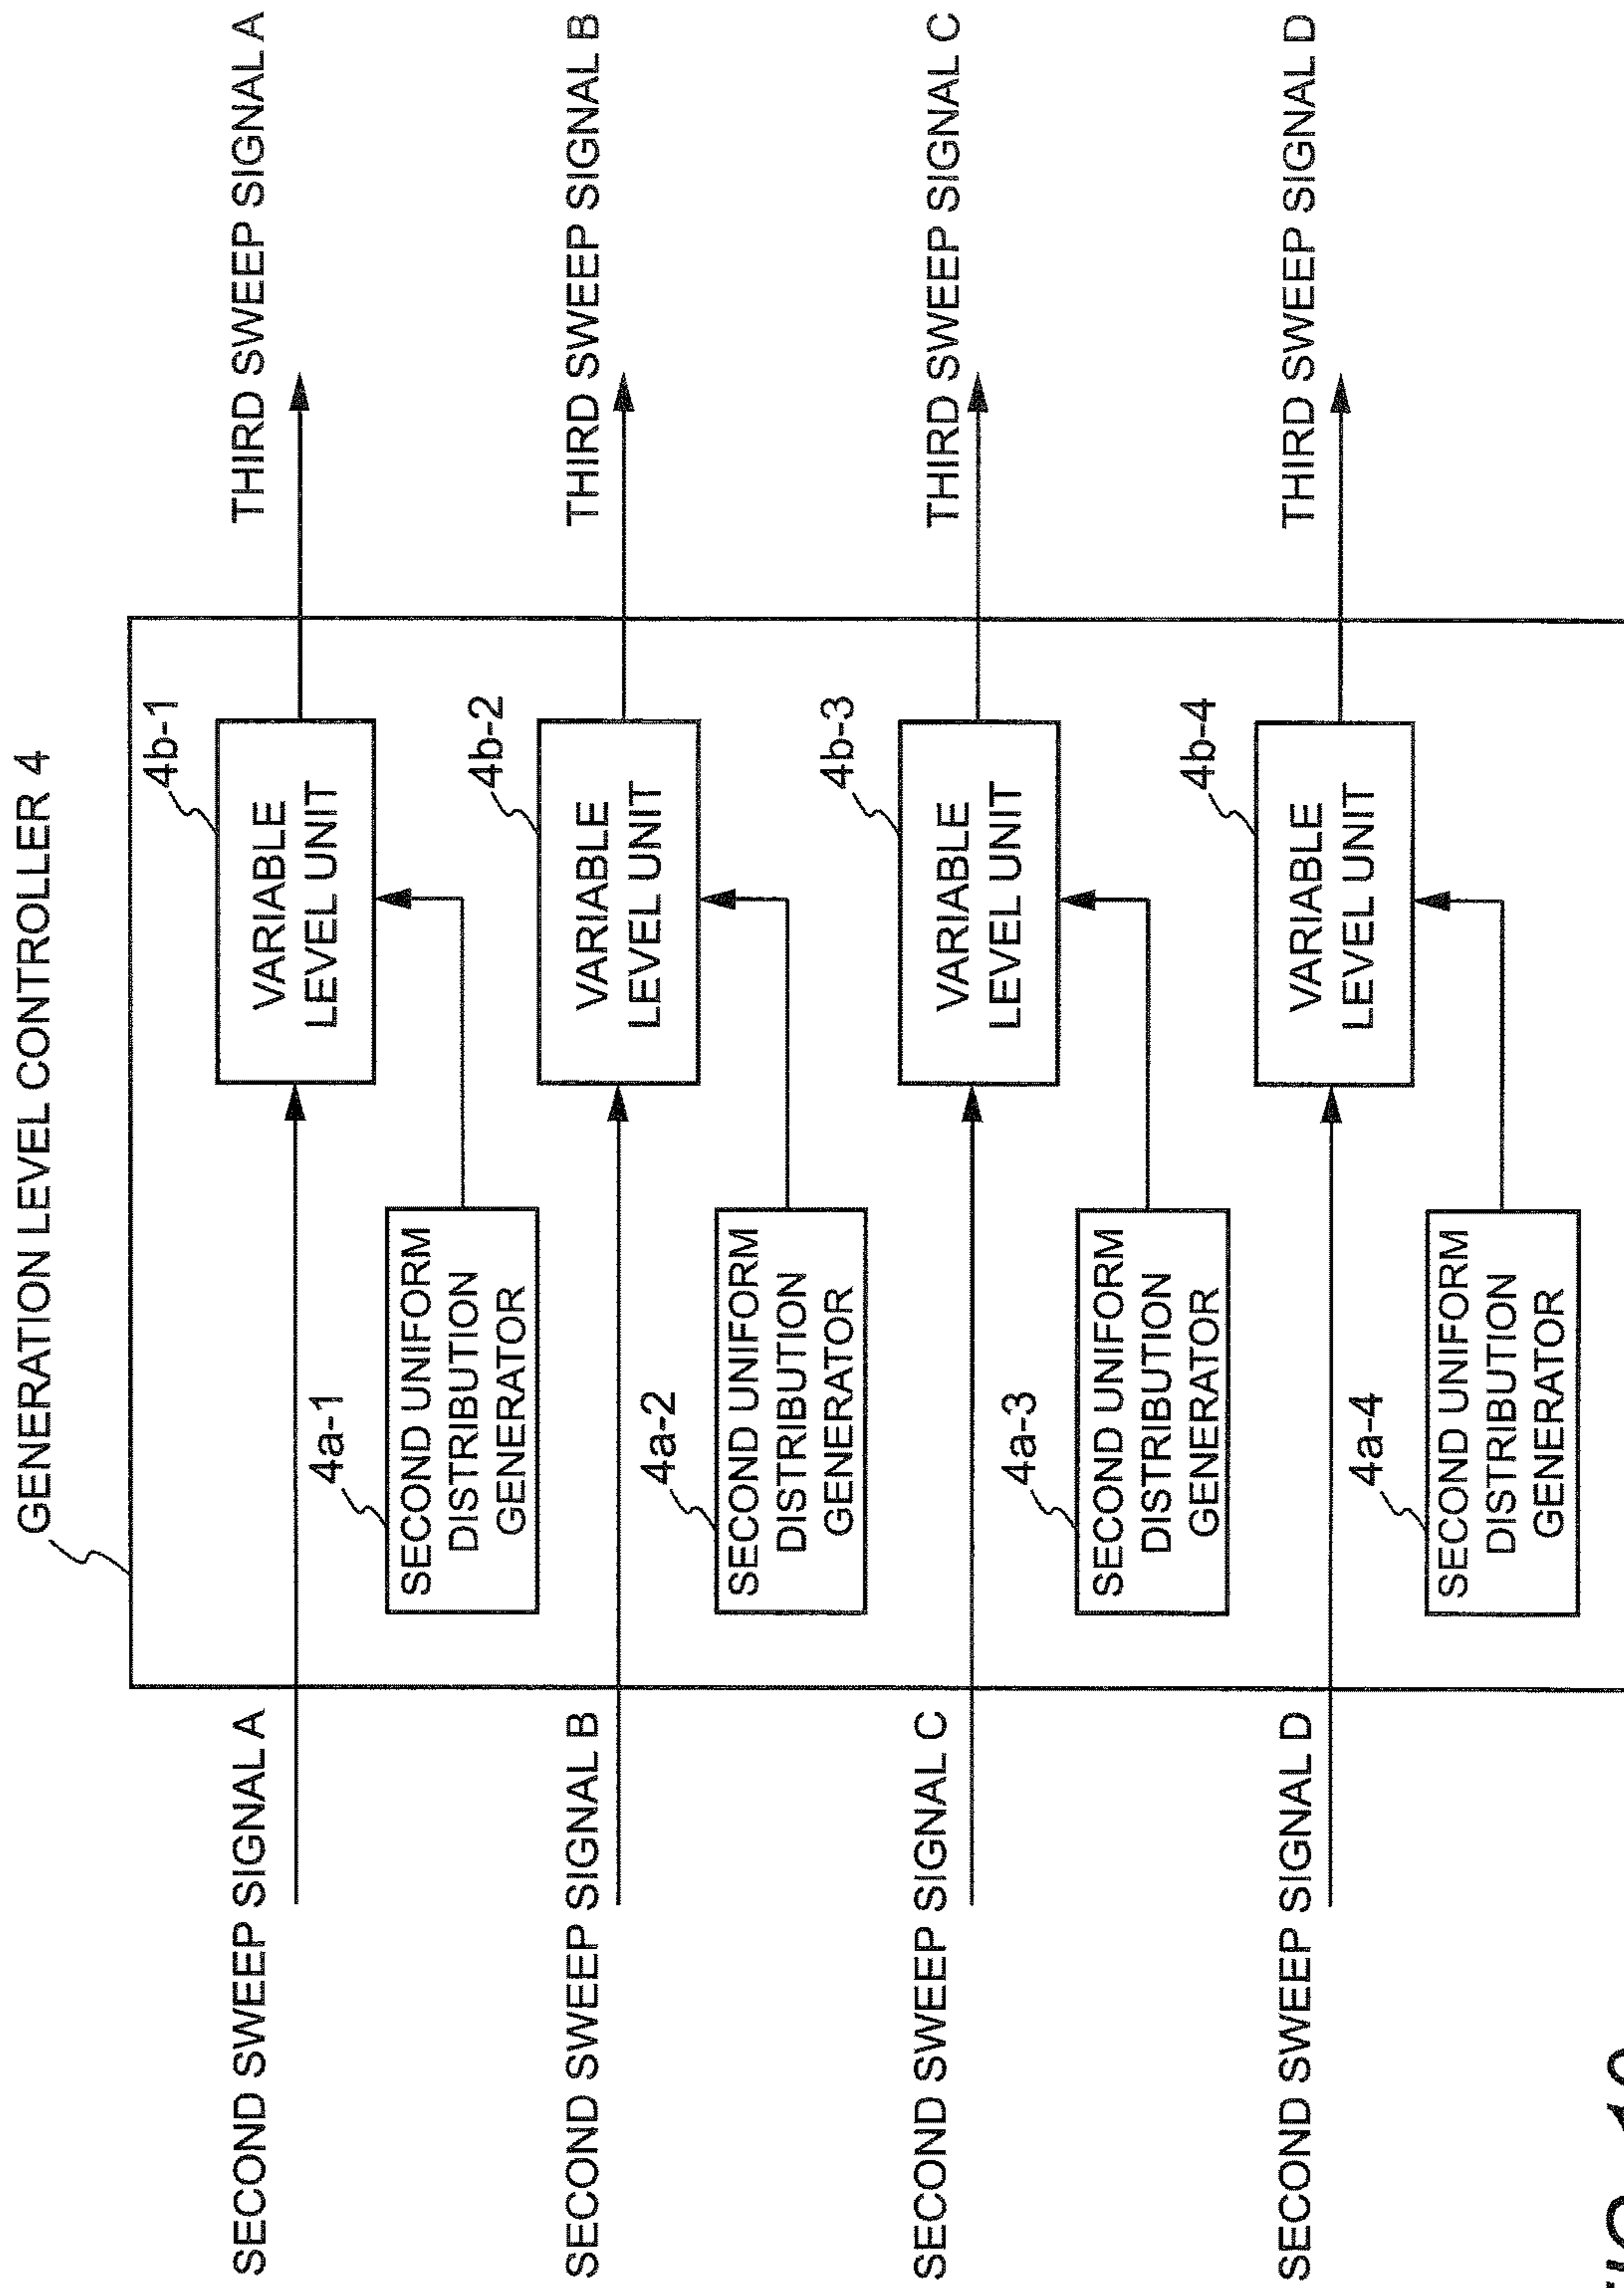 GENERATION LEVEL CONTROLLER 4
SECOND SWEEP SIGNAL A
4a-1
SECOND UNIFORM
DISTRIBUTION
GENERATOR
4b-1
VARIABLE
LEVEL UNIT
THIRD SWEEP SIGNAL A
SECOND SWEEP SIGNAL B
4a-2
SECOND UNIFORM
DISTRIBUTION
GENERATOR
4b-2
VARIABLE
LEVEL UNIT
THIRD SWEEP SIGNAL B
SECOND SWEEP SIGNAL C
4a-3
SECOND UNIFORM
DISTRIBUTION
GENERATOR
4b-3
VARIABLE
LEVEL UNIT
THIRD SWEEP SIGNAL C
SECOND SWEEP SIGNAL D
4a-4
SECOND UNIFORM
DISTRIBUTION
GENERATOR
4b-4
VARIABLE
LEVEL UNIT
THIRD SWEEP SIGNAL D